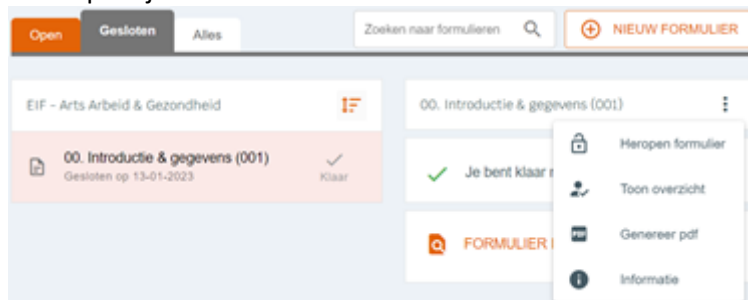 Open
Gesloten
Alles
Zoeken naar formulieren
NIEUW FORMULIER
EIF - Arts Arbeid & Gezondheid
00. Introductie & gegevens (001)
Gesloten op 13-01-2023
Klaar
00. Introductie & gegevens (001)
Je bent klaar
FORMULIER
Heropen formulier
Toon overzicht
Genereer pdf
Informatie